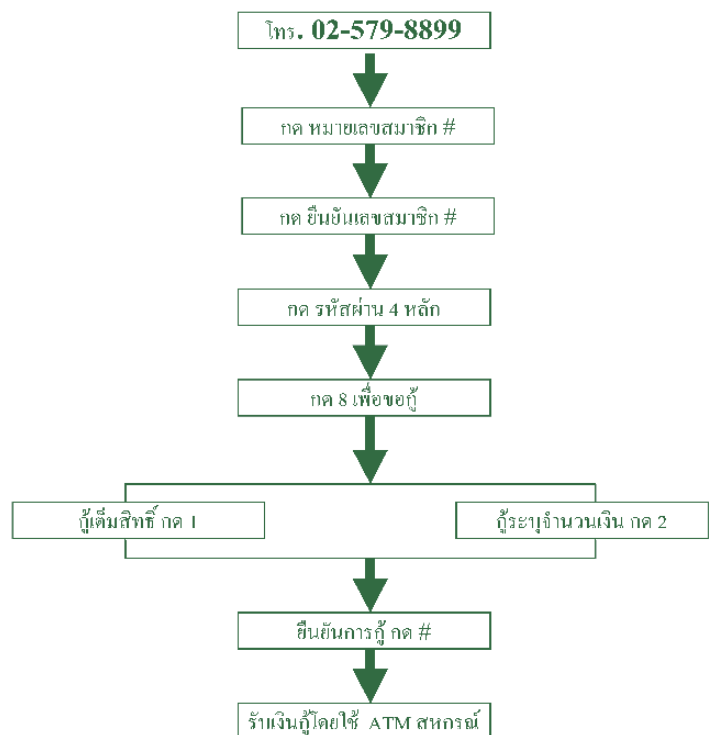 โทร. 02-579-8899
กด หมายเลขสมาชิก #
กด ยืนยันเลขสมาชิก #
กด รหัสผ่าน 4 หลัก
กด 8 เพื่อขอกู้
กู้เต็มสิทธิ์ กด 1
กู้ระบุจำนวนเงิน กด 2
ยืนยันการกู้ กด #
รับเงินกู้โดยใช้ ATM สหกรณ์